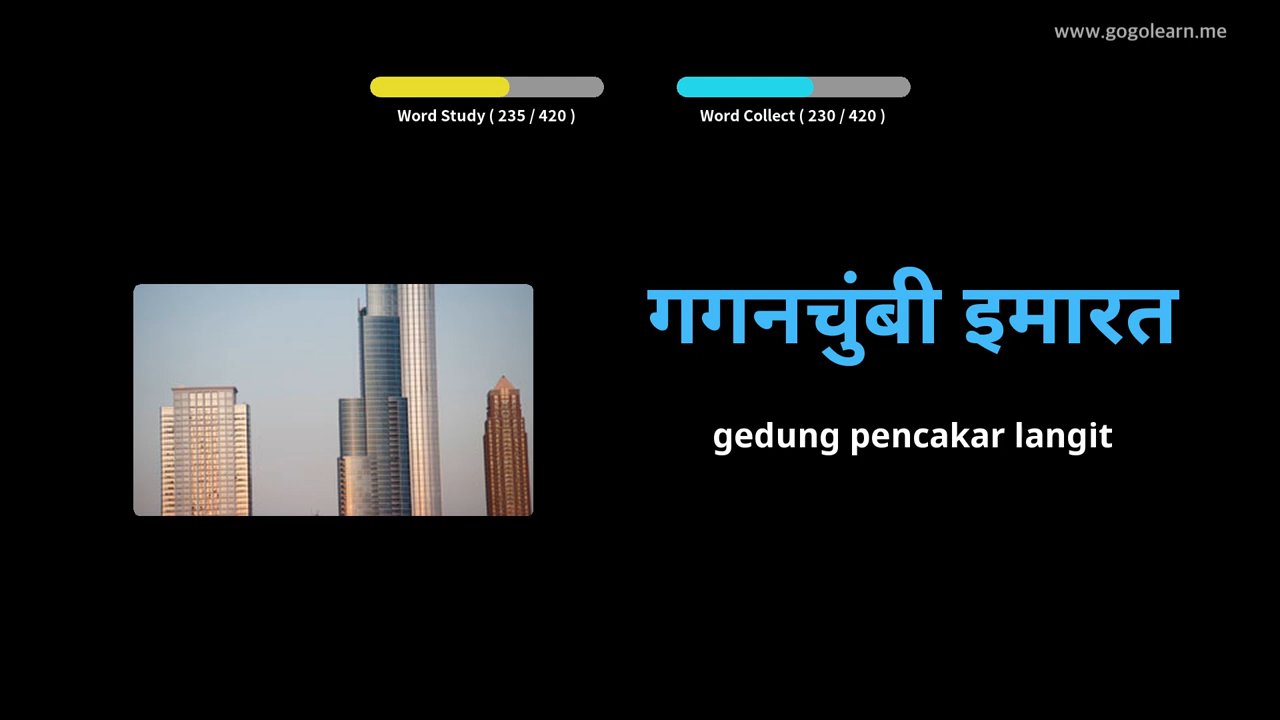 www.gogolearn.me
Word Study ( 235 / 420 )
Word Collect ( 230 / 420 )
गगनचुंबी इमारत
gedung pencakar langit